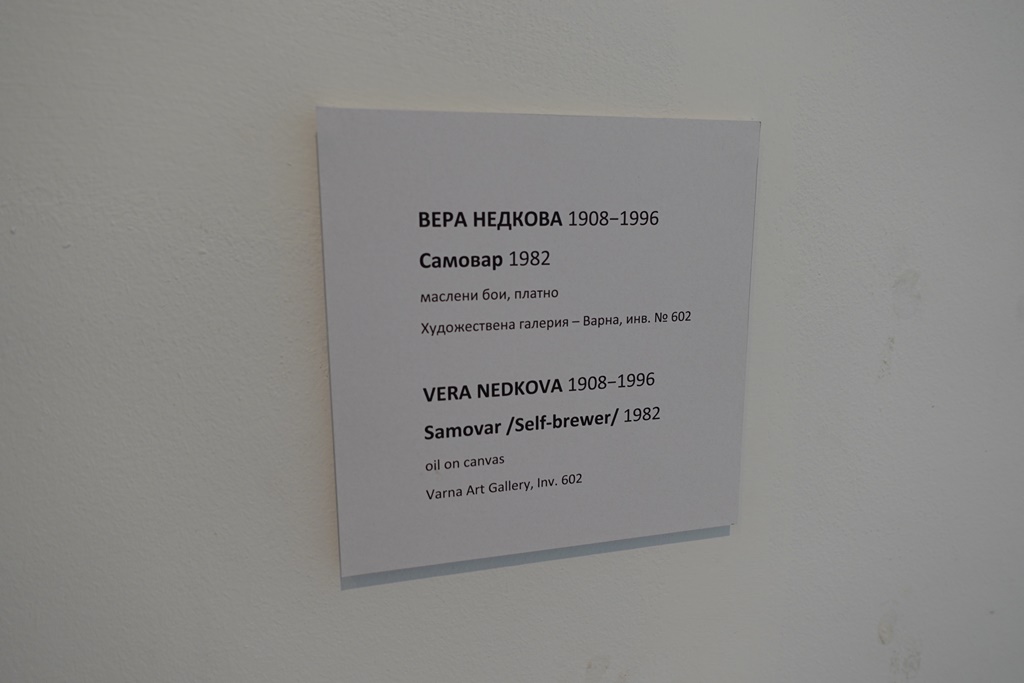 ВЕРА НЕДКОВА 1908–1996
Самовар 1982
маслени бои, платно
Художествена галерия – Варна, инв. № 602
VERA NEDKOVA 1908–1996
Samovar /Self-brewer/ 1982
oil on canvas
Varna Art Gallery, Inv. 602